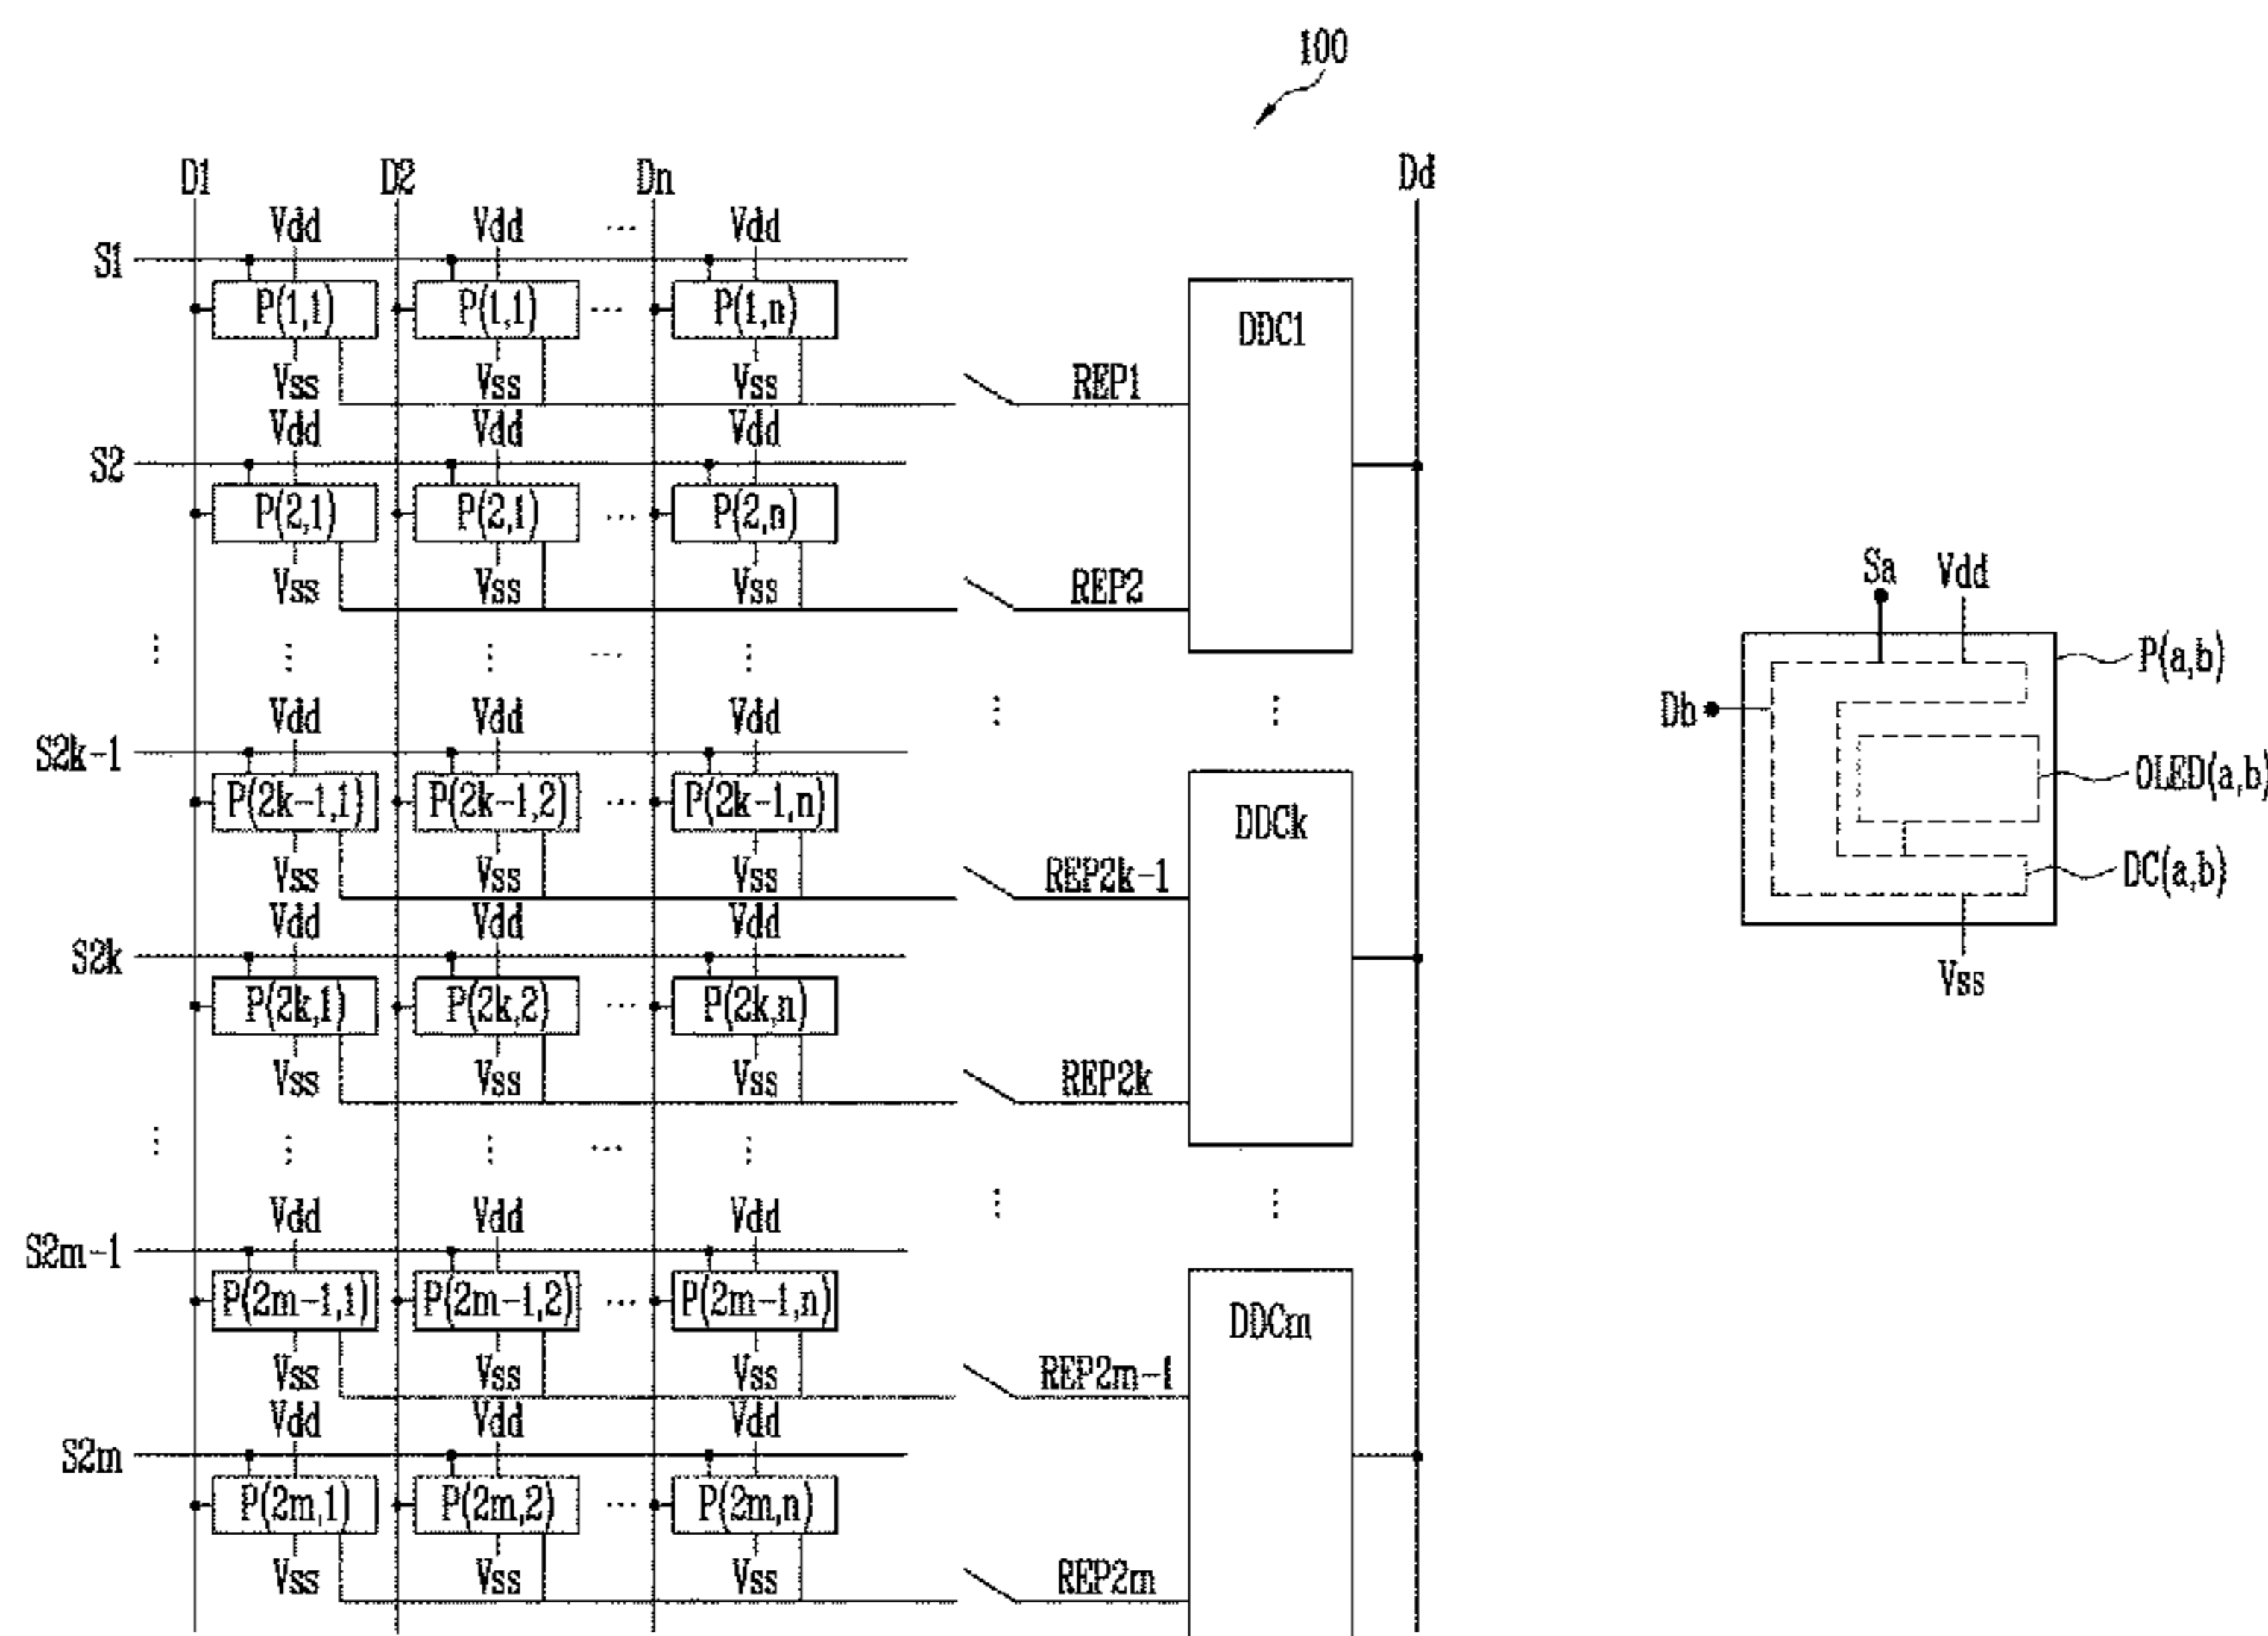 100
D1 D2 Dn Dd
Vdd Vdd ... Vdd
S1
P(1,1) P(1,1) ... P(1,n)
DDC1
Vss Vss Vss REP1
Vdd Vdd Vdd
S2
P(2,1) P(2,1) ... P(2,n)
Vss Vss Vss REP2
Vdd Vdd Vdd
S2k-1
P(2k-1,1) P(2k-1,2) ... P(2k-1,n)
DDCk
Vss Vss Vss REP2k-1
Vdd Vdd Vdd
S2k
P(2k,1) P(2k,2) ... P(2k,n)
Vss Vss Vss REP2k
Vdd Vdd Vdd
S2m-1
P(2m-1,1) P(2m-1,2) ... P(2m-1,n)
DDCm
Vss Vss Vss REP2m-1
Vdd Vdd Vdd
S2m
P(2m,1) P(2m,2) ... P(2m,n)
Vss Vss Vss REP2m
Sa Vdd
P(a,b)
Db
OLED(a,b)
DC(a,b)
Vss